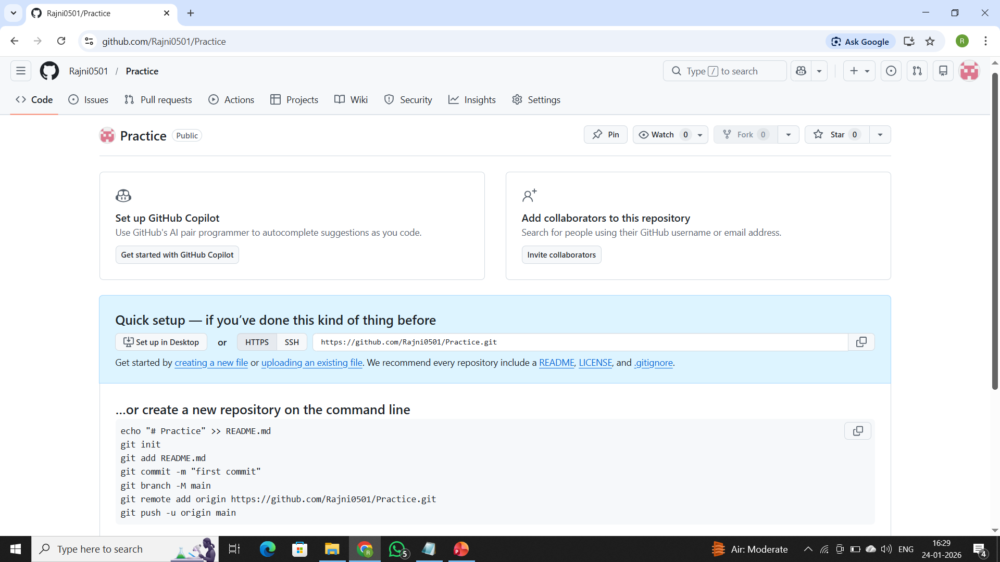 Rajni0501/Practice
github.com/Rajni0501/Practice
Ask Google
R
Rajni0501 / Practice
Type / to search
Code
Issues
Pull requests
Actions
Projects
Wiki
Security
Insights
Settings
Practice Public
Pin
Watch 0
Fork 0
Star 0
Set up GitHub Copilot
Use GitHub's AI pair programmer to autocomplete suggestions as you code.
Get started with GitHub Copilot
Add collaborators to this repository
Search for people using their GitHub username or email address.
Invite collaborators
Quick setup — if you’ve done this kind of thing before
Set up in Desktop or HTTPS SSH https://github.com/Rajni0501/Practice.git
Get started by creating a new file or uploading an existing file. We recommend every repository include a README, LICENSE, and .gitignore.
…or create a new repository on the command line
echo "# Practice" >> README.md
git init
git add README.md
git commit -m "first commit"
git branch -M main
git remote add origin https://github.com/Rajni0501/Practice.git
git push -u origin main
Type here to search
R
5
P
Air: Moderate
ENG
16:29
24-01-2026
4